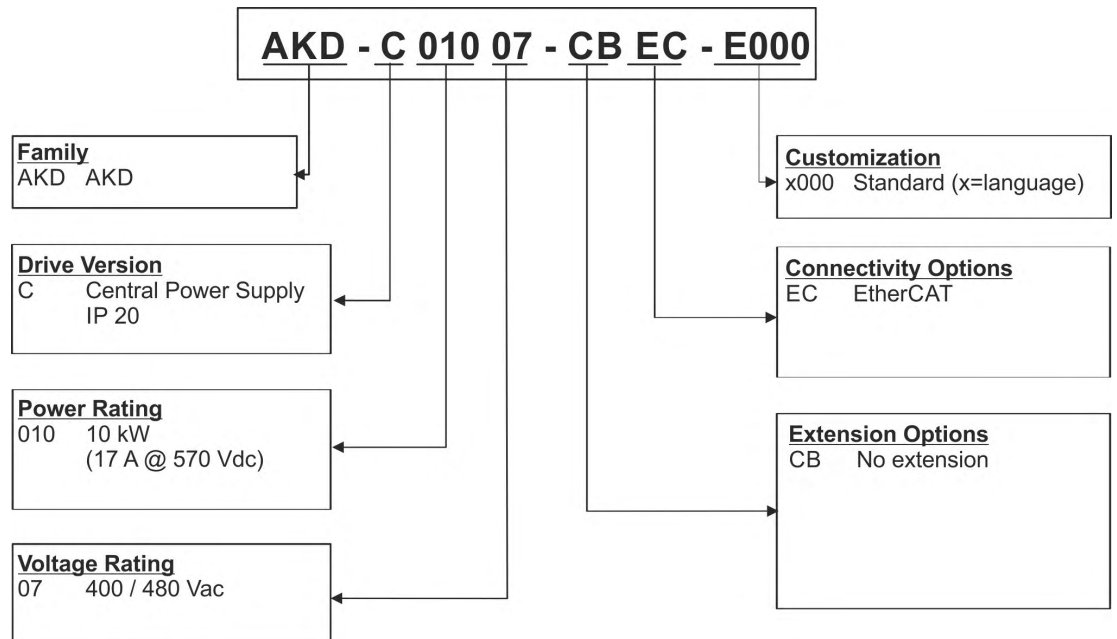 AKD - C 010 07 - CB EC - E000
Family
AKD AKD
Drive Version
C Central Power Supply
IP 20
Power Rating
010 10 kW
(17 A @ 570 Vdc)
Voltage Rating
07 400 / 480 Vac
Customization
x000 Standard (x=language)
Connectivity Options
EC EtherCAT
Extension Options
CB No extension